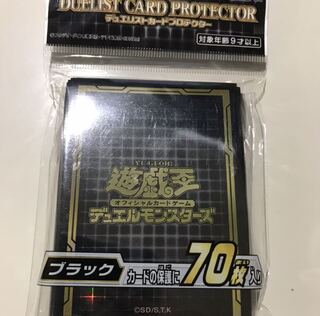 DUELIST CARD PROTECTOR
デュエリストカードプロテクター
対象年齢9才以上
YU-GI-OH!
遊戯王
オフィシャルカードゲーム
デュエルモンスターズ
ブラック
カードの保護に70枚入り
©SD/S.T.K